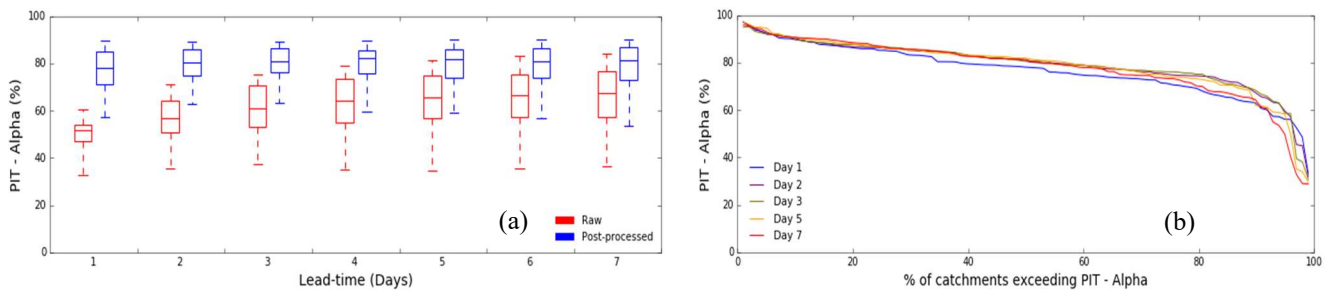 100
80
60
40
20
0
PIT - Alpha (%)
1 2 3 4 5 6 7
Lead-time (Days)
(a)
Raw
Post-processed
100
80
60
40
20
0
PIT - Alpha (%)
Day 1
Day 2
Day 3
Day 5
Day 7
(b)
0 20 40 60 80 100
% of catchments exceeding PIT - Alpha